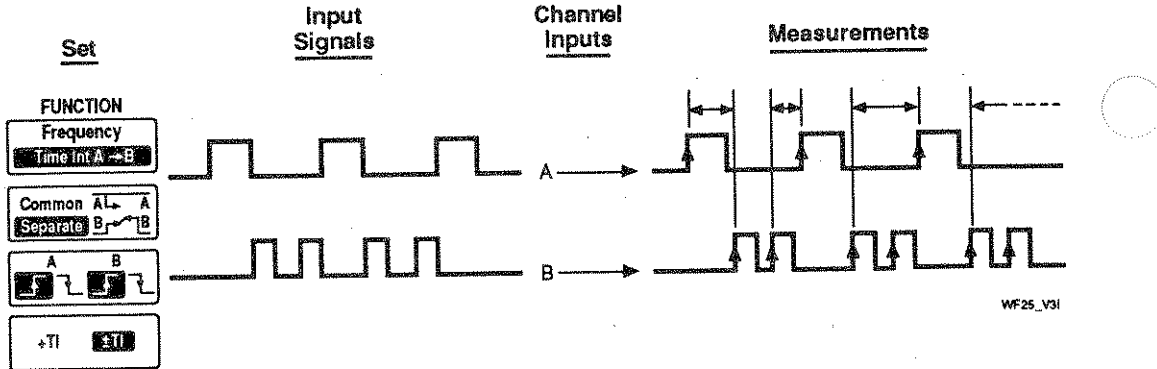 Set
Input
Signals
Channel
Inputs
Measurements
FUNCTION
Frequency
Time Int A→B
Common A A
Separate B B
A B
+TI ±TI
A
B
WF25_V3I